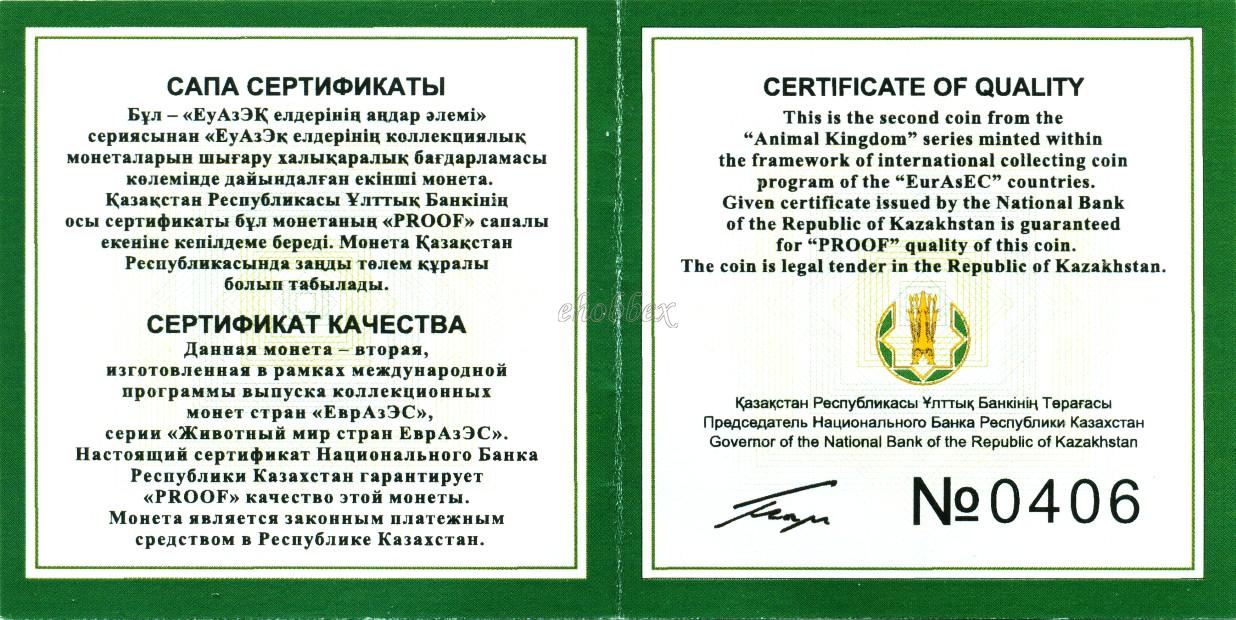 САПА СЕРТИФИКАТЫ
Бұл – «ЕуАзЭҚ елдерінің аңдар әлемі»
сериясынан «ЕуАзЭқ елдерінің коллекциялық
монеталарын шығару халықаралық бағдарламасы
көлемінде дайындалған екінші монета.
Қазақстан Республикасы Ұлттық Банкінің
осы сертификаты бұл монетаның «PROOF» сапалы
екеніне кепілдеме береді. Монета Қазақстан
Республикасында заңды төлем құралы
болып табылады.
СЕРТИФИКАТ КАЧЕСТВА
Данная монета – вторая,
изготовленная в рамках международной
программы выпуска коллекционных
монет стран «ЕврАзЭС»,
серии «Животный мир стран ЕврАзЭС».
Настоящий сертификат Национального Банка
Республики Казахстан гарантирует
«PROOF» качество этой монеты.
Монета является законным платежным
средством в Республике Казахстан.
ehobbex
CERTIFICATE OF QUALITY
This is the second coin from the
“Animal Kingdom” series minted within
the framework of international collecting coin
program of the “EurAsEC” countries.
Given certificate issued by the National Bank
of the Republic of Kazakhstan is guaranteed
for “PROOF” quality of this coin.
The coin is legal tender in the Republic of Kazakhstan.
Қазақстан Республикасы Ұлттық Банкінің Төрағасы
Председатель Национального Банка Республики Казахстан
Governor of the National Bank of the Republic of Kazakhstan
№0406